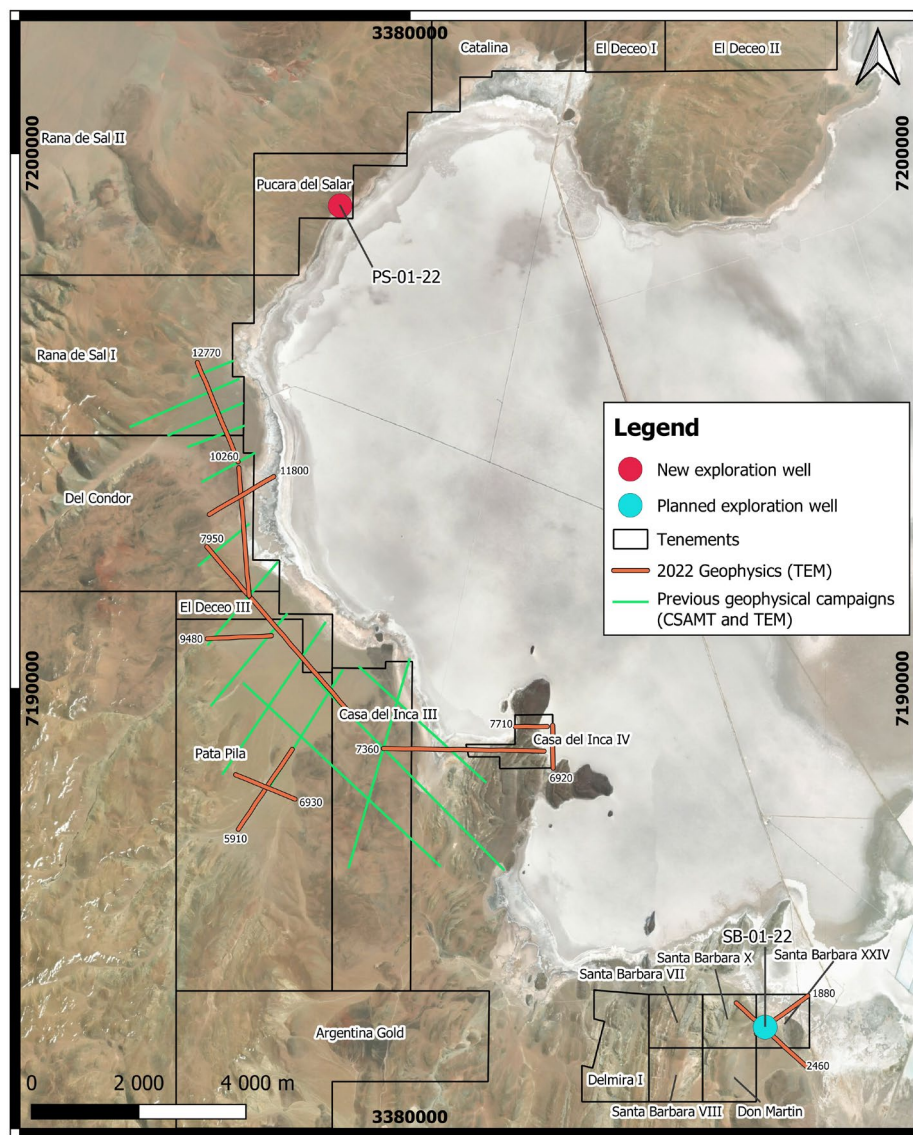 3380000
Catalina
El Deceo I
El Deceo II
7200000
7200000
Rana de Sal II
Pucara del Salar
PS-01-22
Rana de Sal I
12770
10260
11800
Del Condor
7950
El Deceo III
9480
Legend
New exploration well
Planned exploration well
Tenements
2022 Geophysics (TEM)
Previous geophysical campaigns
(CSAMT and TEM)
7190000
7190000
Casa del Inca III
7710
Casa del Inca IV
7360
6920
Pata Pila
6930
5910
SB-01-22
Santa Barbara X
Santa Barbara XXIV
Santa Barbara VII
1880
Argentina Gold
2460
Delmira I
Santa Barbara VIII
Don Martin
0
2 000
4 000 m
3380000